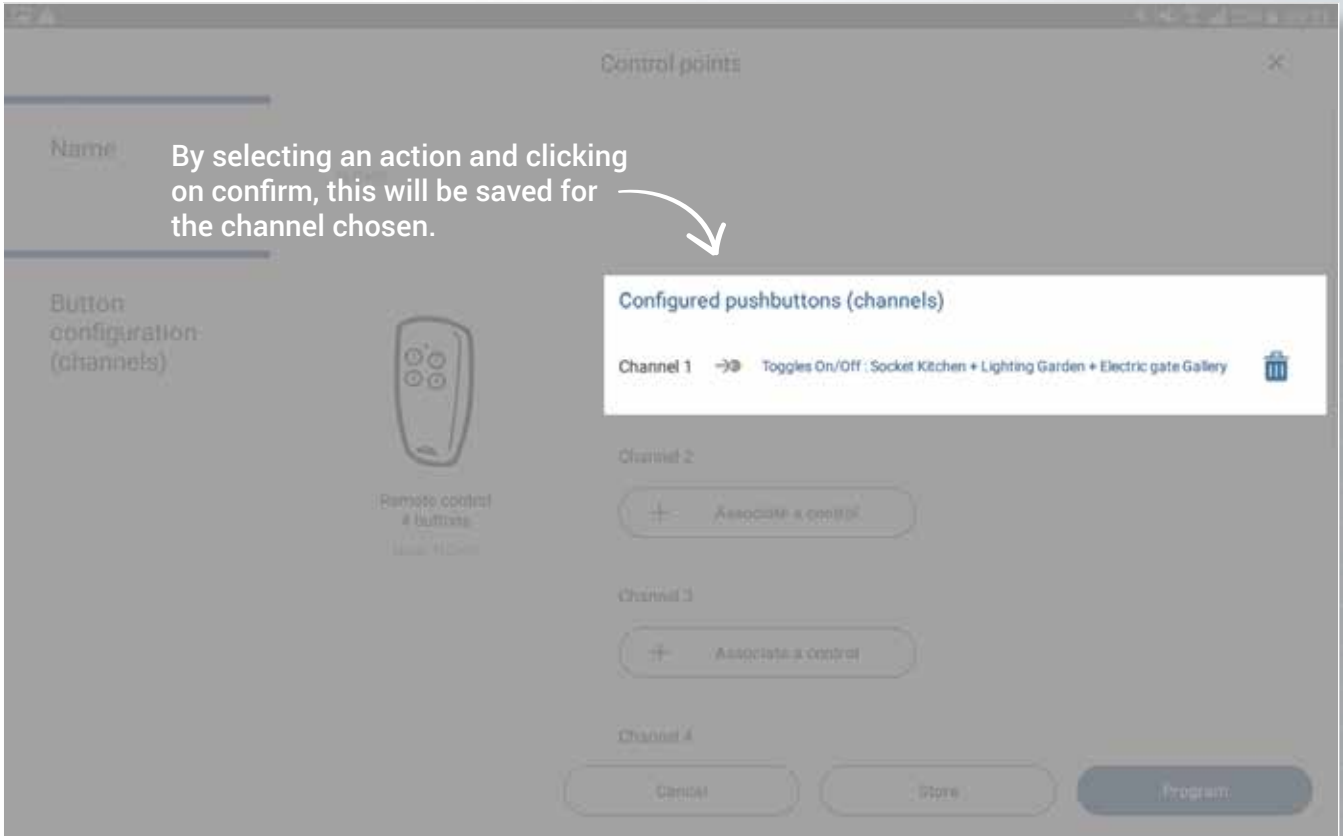 Control points
Name
By selecting an action and clicking
on confirm, this will be saved for
the channel chosen.
Button
configuration
(channels)
Configured pushbuttons (channels)
Channel 1 Toggles On/Off : Socket Kitchen + Lighting Garden + Electric gate Gallery
Channel 2
+ Associate a control
Remote control
4 buttons
Channel 3
+ Associate a control
Channel 4
Cancel
Store
Program